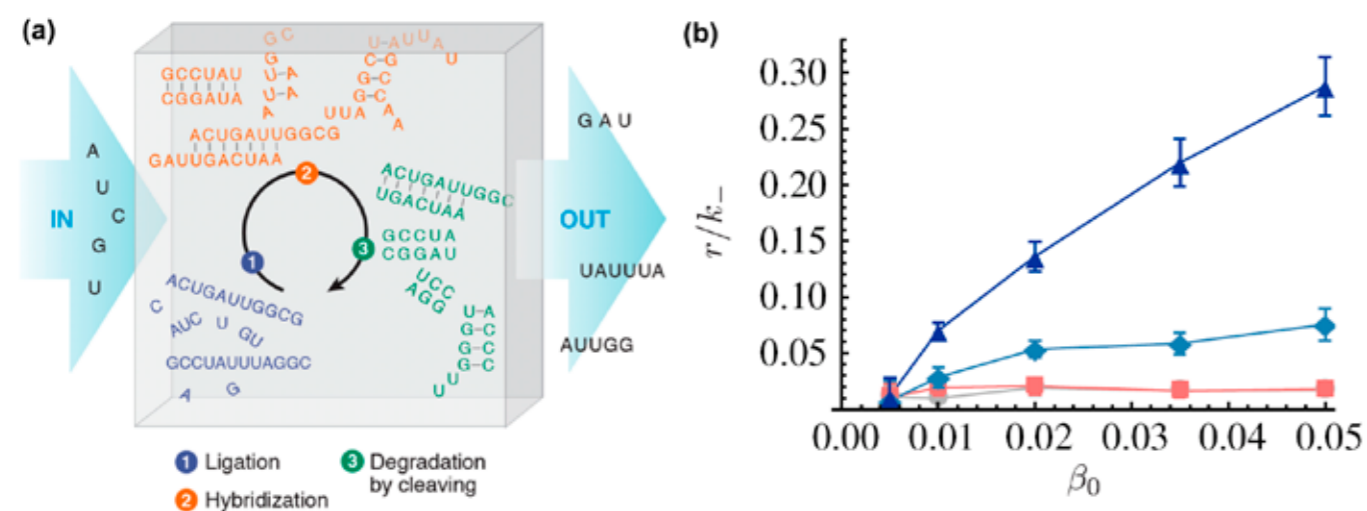 (a)
IN
A
U
C
G
U
GCCUAU
CGGAUA
ACUGAUUGGCG
GAUUGACUAA
GC
G
G
U-A
U-A
A
UUA
U-AUUAU
C-G
G-C
G-C
A
A
2
1
3
ACUGAUUGGC
UGACUAA
GCCUA
CGGAU
UCC
AGG
U-A
G-C
G-C
G-C
U
U
ACUGAUUGGCG
C
AUC
U
GU
GCCUAUUUAGGC
A
G
OUT
GAU
UAUUUA
AUUGG
1 Ligation
2 Hybridization
3 Degradation
by cleaving
(b)
r/k₋
0.30
0.25
0.20
0.15
0.10
0.05
0.00 0.01 0.02 0.03 0.04 0.05
β₀